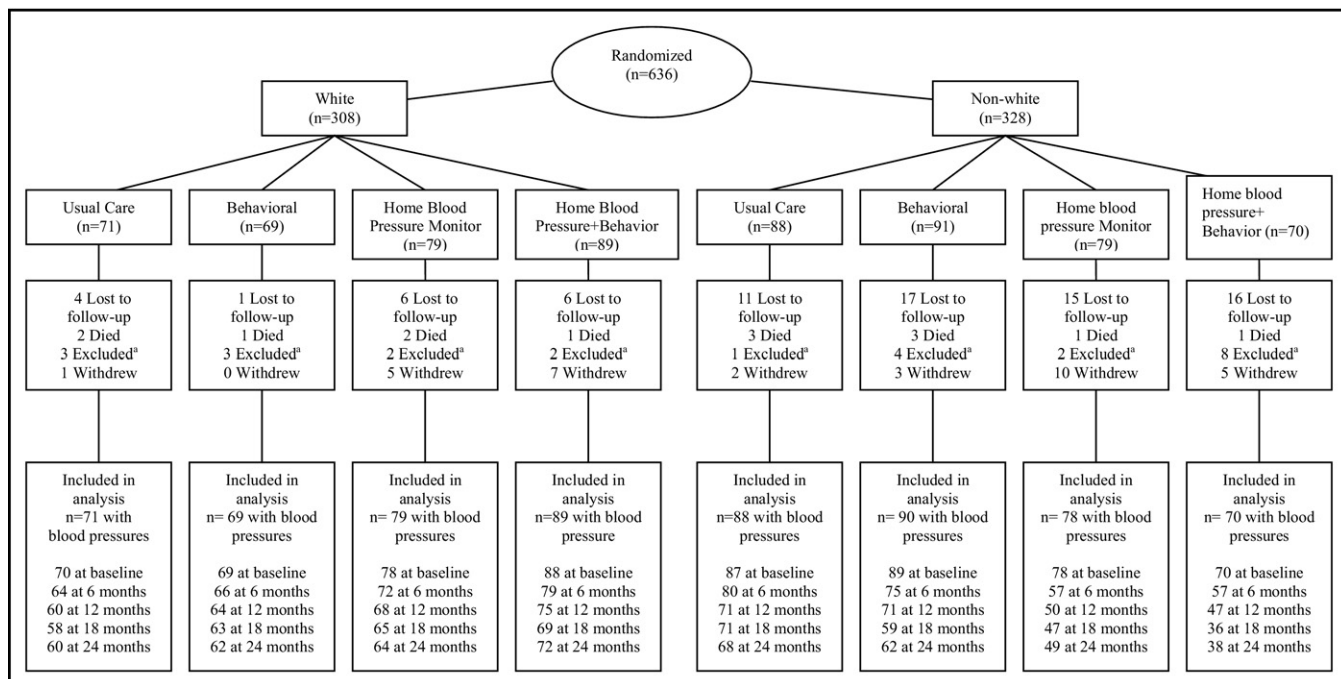 Randomized
(n=636)
White
(n=308)
Non-white
(n=328)
Usual Care
(n=71)
Behavioral
(n=69)
Home Blood
Pressure Monitor
(n=79)
Home Blood
Pressure+Behavior
(n=89)
Usual Care
(n=88)
Behavioral
(n=91)
Home blood
pressure Monitor
(n=79)
Home blood
pressure+
Behavior (n=70)
4 Lost to
follow-up
2 Died
3 Excludedᵃ
1 Withdrew
1 Lost to
follow-up
1 Died
3 Excludedᵃ
0 Withdrew
6 Lost to
follow-up
2 Died
2 Excludedᵃ
5 Withdrew
6 Lost to
follow-up
1 Died
2 Excludedᵃ
7 Withdrew
11 Lost to
follow-up
3 Died
1 Excludedᵃ
2 Withdrew
17 Lost to
follow-up
3 Died
4 Excludedᵃ
3 Withdrew
15 Lost to
follow-up
1 Died
2 Excludedᵃ
10 Withdrew
16 Lost to
follow-up
1 Died
8 Excludedᵃ
5 Withdrew
Included in
analysis
n=71 with
blood pressures
70 at baseline
64 at 6 months
60 at 12 months
58 at 18 months
60 at 24 months
Included in
analysis
n= 69 with blood
pressures
69 at baseline
66 at 6 months
64 at 12 months
63 at 18 months
62 at 24 months
Included in
analysis
n= 79 with blood
pressures
78 at baseline
72 at 6 months
68 at 12 months
65 at 18 months
64 at 24 months
Included in
analysis
n=89 with blood
pressure
88 at baseline
79 at 6 months
75 at 12 months
69 at 18 months
72 at 24 months
Included in
analysis
n=88 with blood
pressures
87 at baseline
80 at 6 months
71 at 12 months
71 at 18 months
68 at 24 months
Included in
analysis
n= 90 with blood
pressures
89 at baseline
75 at 6 months
71 at 12 months
59 at 18 months
62 at 24 months
Included in
analysis
n= 78 with blood
pressures
78 at baseline
57 at 6 months
50 at 12 months
47 at 18 months
49 at 24 months
Included in
analysis
n= 70 with blood
pressures
70 at baseline
57 at 6 months
47 at 12 months
36 at 18 months
38 at 24 months